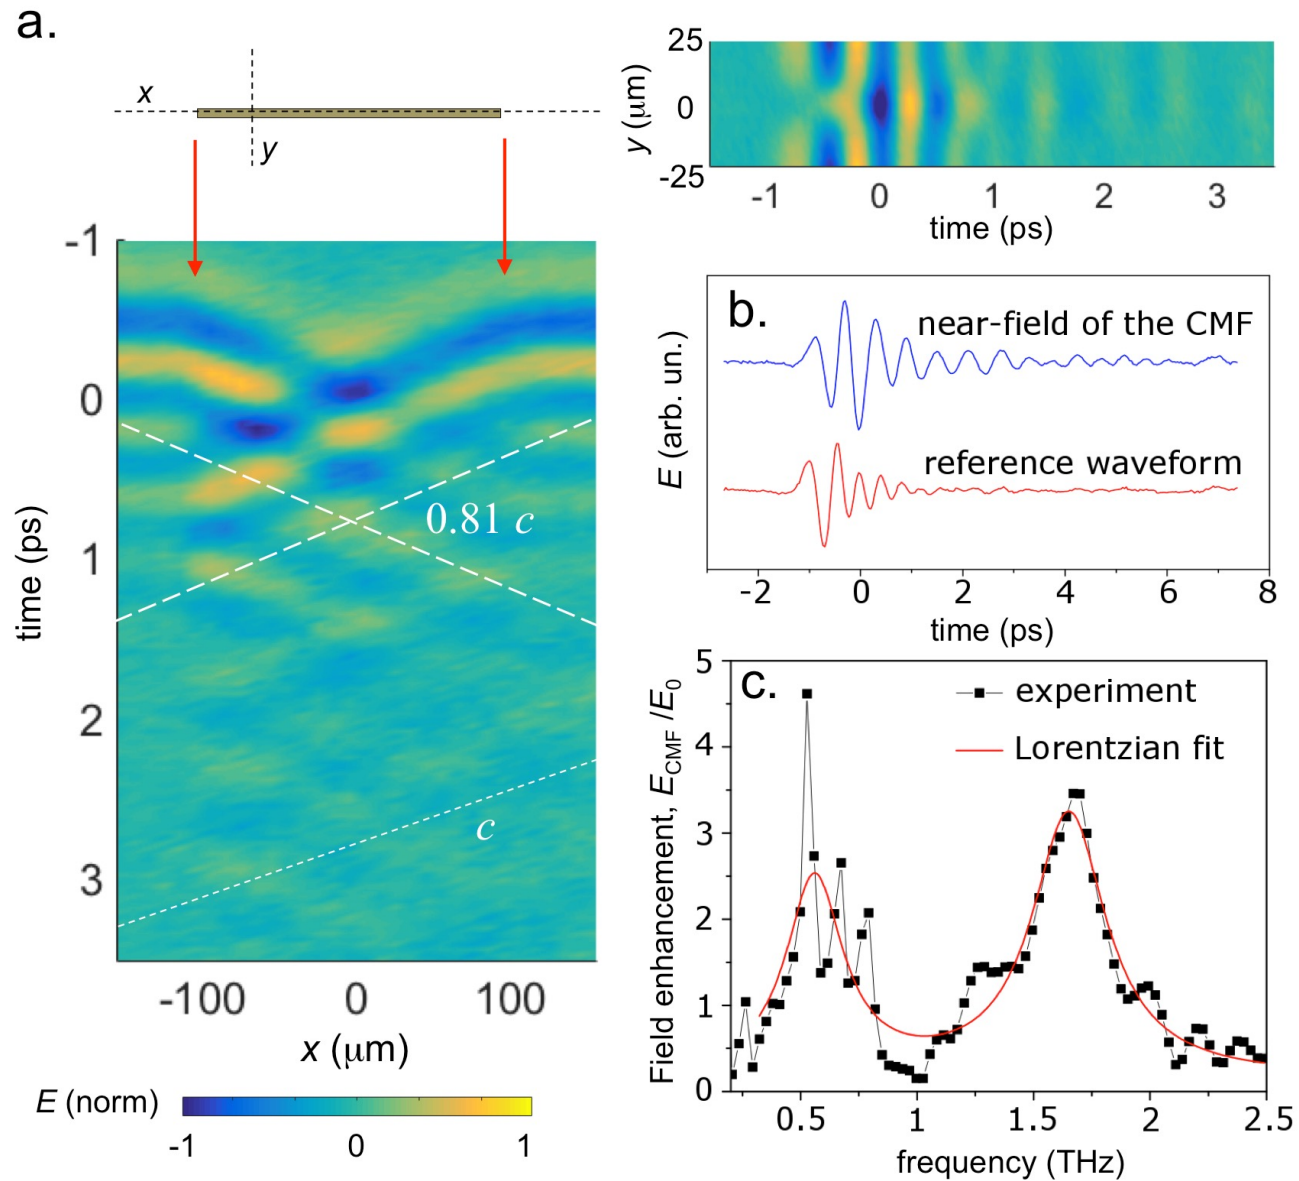 a.
x
y
-1
0
1
2
3
time (ps)
0.81 c
c
-100 0 100
x (μm)
E (norm)
-1 0 1
25
0
-25
y (μm)
-1 0 1 2 3
time (ps)
b.
near-field of the CMF
reference waveform
E (arb. un.)
-2 0 2 4 6 8
time (ps)
c.
experiment
Lorentzian fit
Field enhancement, E_CMF /E_0
5
4
3
2
1
0
0.5 1 1.5 2 2.5
frequency (THz)